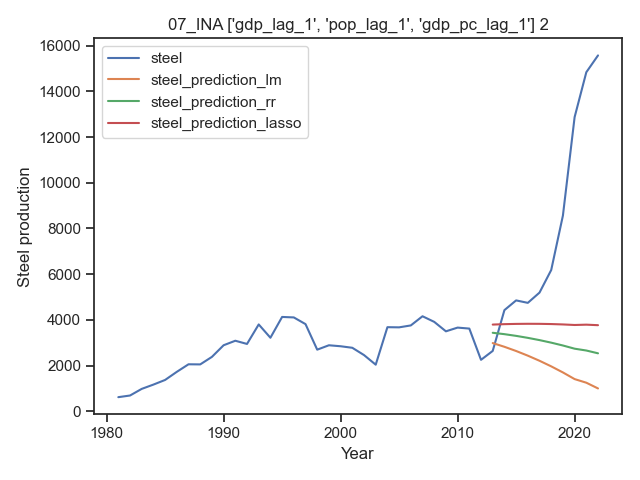 07_INA ['gdp_lag_1', 'pop_lag_1', 'gdp_pc_lag_1'] 2
steel
steel_prediction_lm
steel_prediction_rr
steel_prediction_lasso
Steel production
16000
14000
12000
10000
8000
6000
4000
2000
0
1980
1990
2000
2010
2020
Year